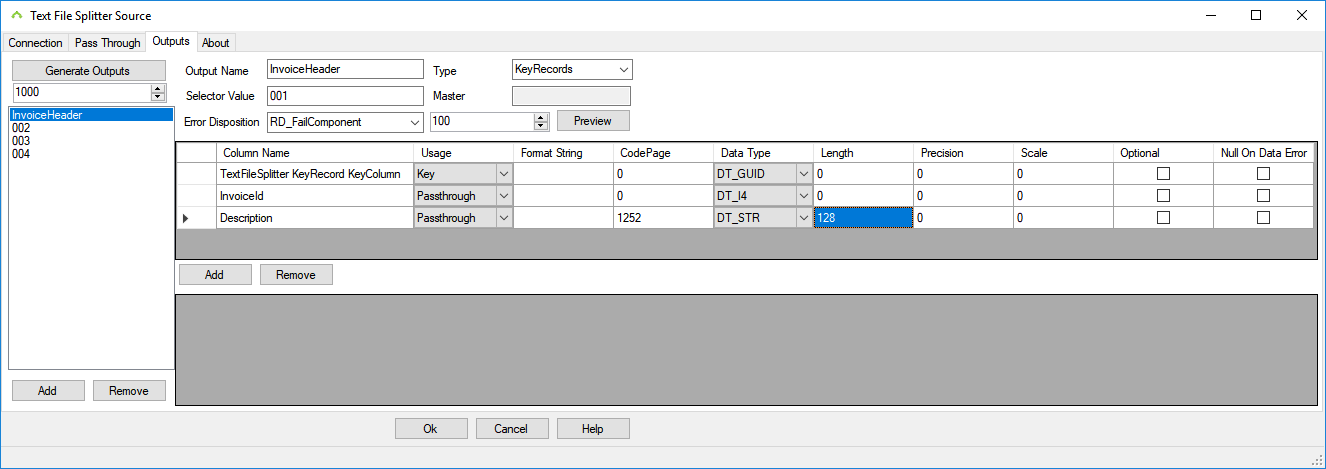 Text File Splitter Source
Connection Pass Through Outputs About
Generate Outputs
1000
InvoiceHeader
002
003
004
Add Remove
Output Name InvoiceHeader Type KeyRecords
Selector Value 001 Master
Error Disposition RD_FailComponent 100 Preview
Column Name Usage Format String CodePage Data Type Length Precision Scale Optional Null On Data Error
TextFileSplitter KeyRecord KeyColumn Key 0 DT_GUID 0 0 0
InvoiceId Passthrough 0 DT_I4 0 0 0
Description Passthrough 1252 DT_STR 128 0 0
Add Remove
Ok Cancel Help